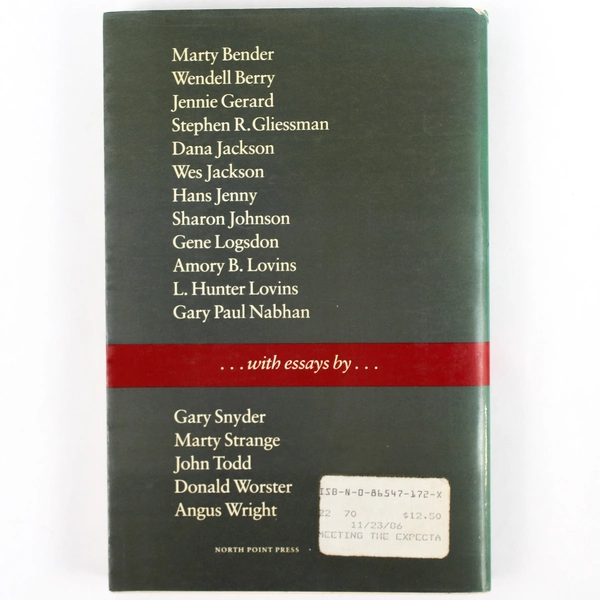 Marty Bender
Wendell Berry
Jennie Gerard
Stephen R. Gliessman
Dana Jackson
Wes Jackson
Hans Jenny
Sharon Johnson
Gene Logsdon
Amory B. Lovins
L. Hunter Lovins
Gary Paul Nabhan
. . . with essays by . . .
Gary Snyder
Marty Strange
John Todd
Donald Worster
Angus Wright
NORTH POINT PRESS ·
ISB-N-0-86547-172-X
22 70 $12.50
11/23/06
MEETING THE EXPECTA